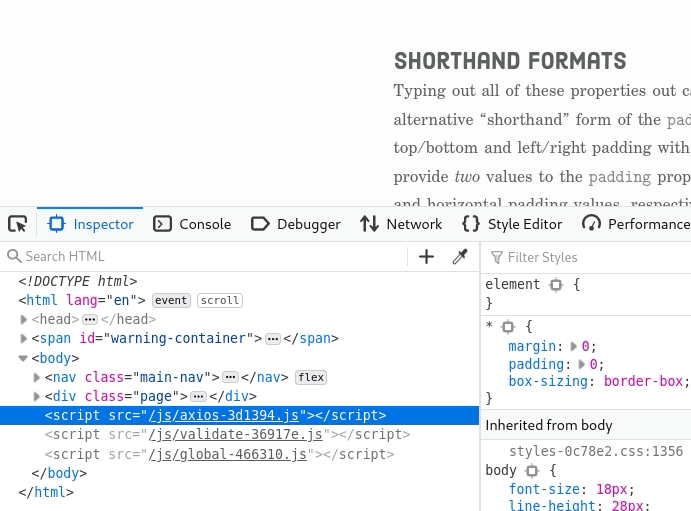 SHORTHAND FORMATS
Typing out all of these properties out
alternative “shorthand” form of the pad
top/bottom and left/right padding with
provide two values to the padding prop
and horizontal padding values, respectiv
Inspector Console Debugger Network Style Editor Performance
Search HTML
Filter Styles
<!DOCTYPE html>
<html lang="en"> event scroll
<head> ••• </head>
<span id="warning-container"> ••• </span>
<body>
<nav class="main-nav"> ••• </nav> flex
<div class="page"> ••• </div>
<script src="/js/axios-3d1394.js"></script>
<script src="/js/validate-36917e.js"></script>
<script src="/js/global-466310.js"></script>
</body>
</html>
element {
}
* {
margin: 0;
padding: 0;
box-sizing: border-box;
}
Inherited from body
styles-0c78e2.css:1356
body {
font-size: 18px;
line-height: 28px;